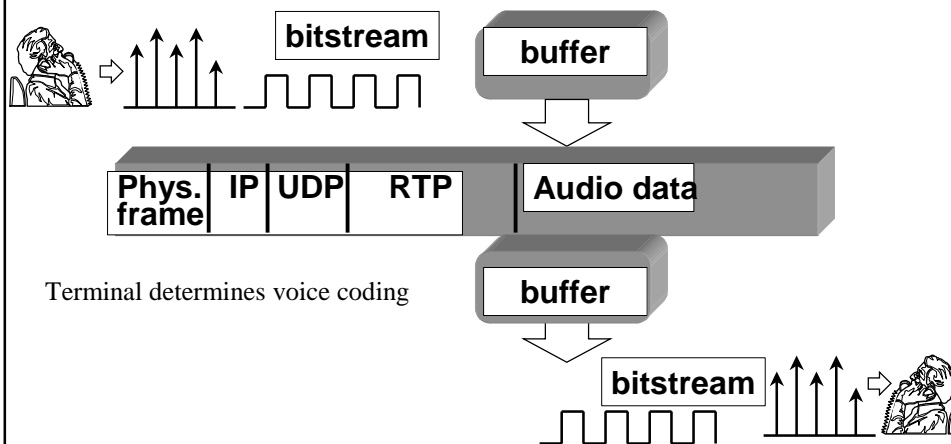 bitstream
buffer
Phys. IP UDP RTP Audio data
frame
Terminal determines voice coding
buffer
bitstream